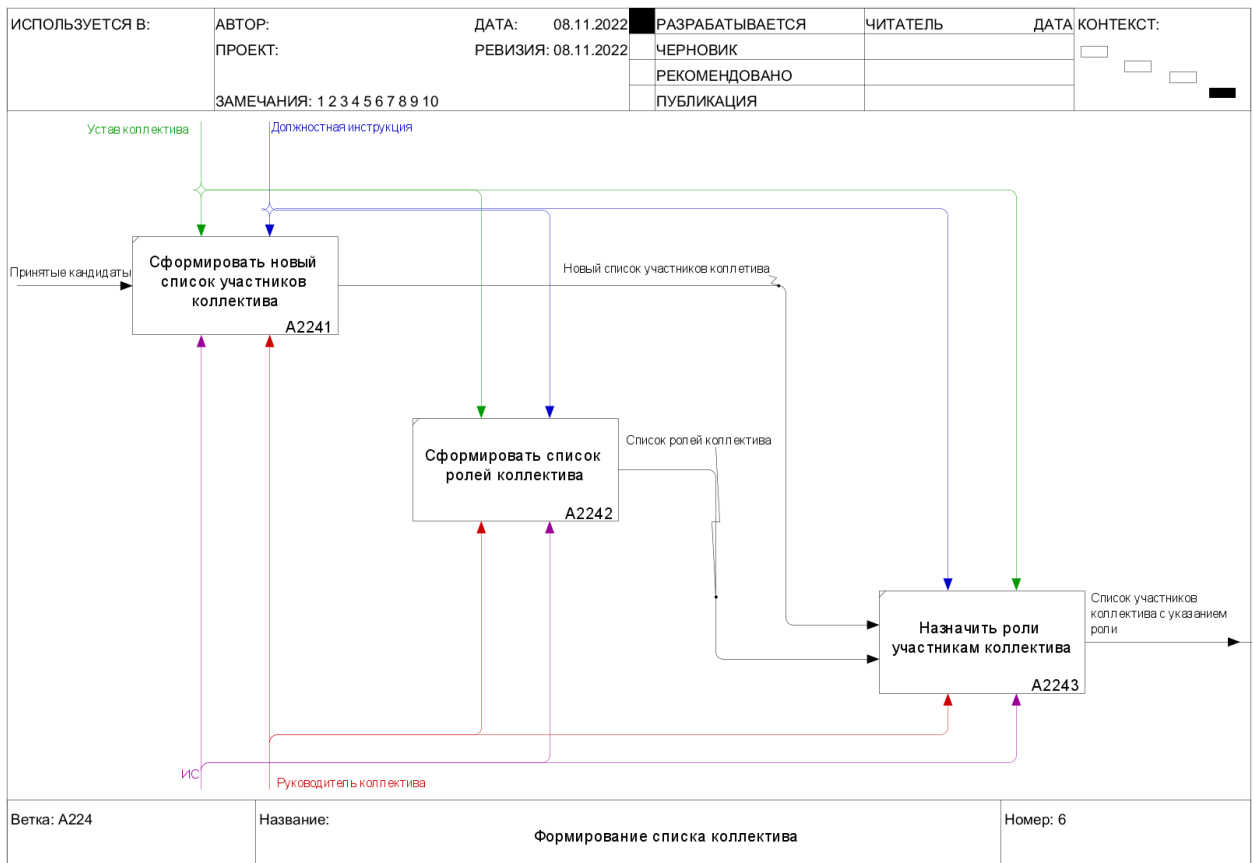 ИСПОЛЬЗУЕТСЯ В:
АВТОР:
ДАТА: 08.11.2022
РАЗРАБАТЫВАЕТСЯ
ЧИТАТЕЛЬ
ДАТА
КОНТЕКСТ:
ПРОЕКТ:
РЕВИЗИЯ: 08.11.2022
ЧЕРНОВИК
РЕКОМЕНДОВАНО
ЗАМЕЧАНИЯ: 1 2 3 4 5 6 7 8 9 10
ПУБЛИКАЦИЯ
Устав коллектива
Должностная инструкция
Принятые кандидаты
Сформировать новый
список участников
коллектива
A2241
Новый список участников коллетива
Сформировать список
ролей коллектива
A2242
Список ролей коллектива
Назначить роли
участникам коллектива
A2243
Список участников
коллектива с указанием
роли
ИС
Руководитель коллектива
Ветка: A224
Название:
Формирование списка коллектива
Номер: 6